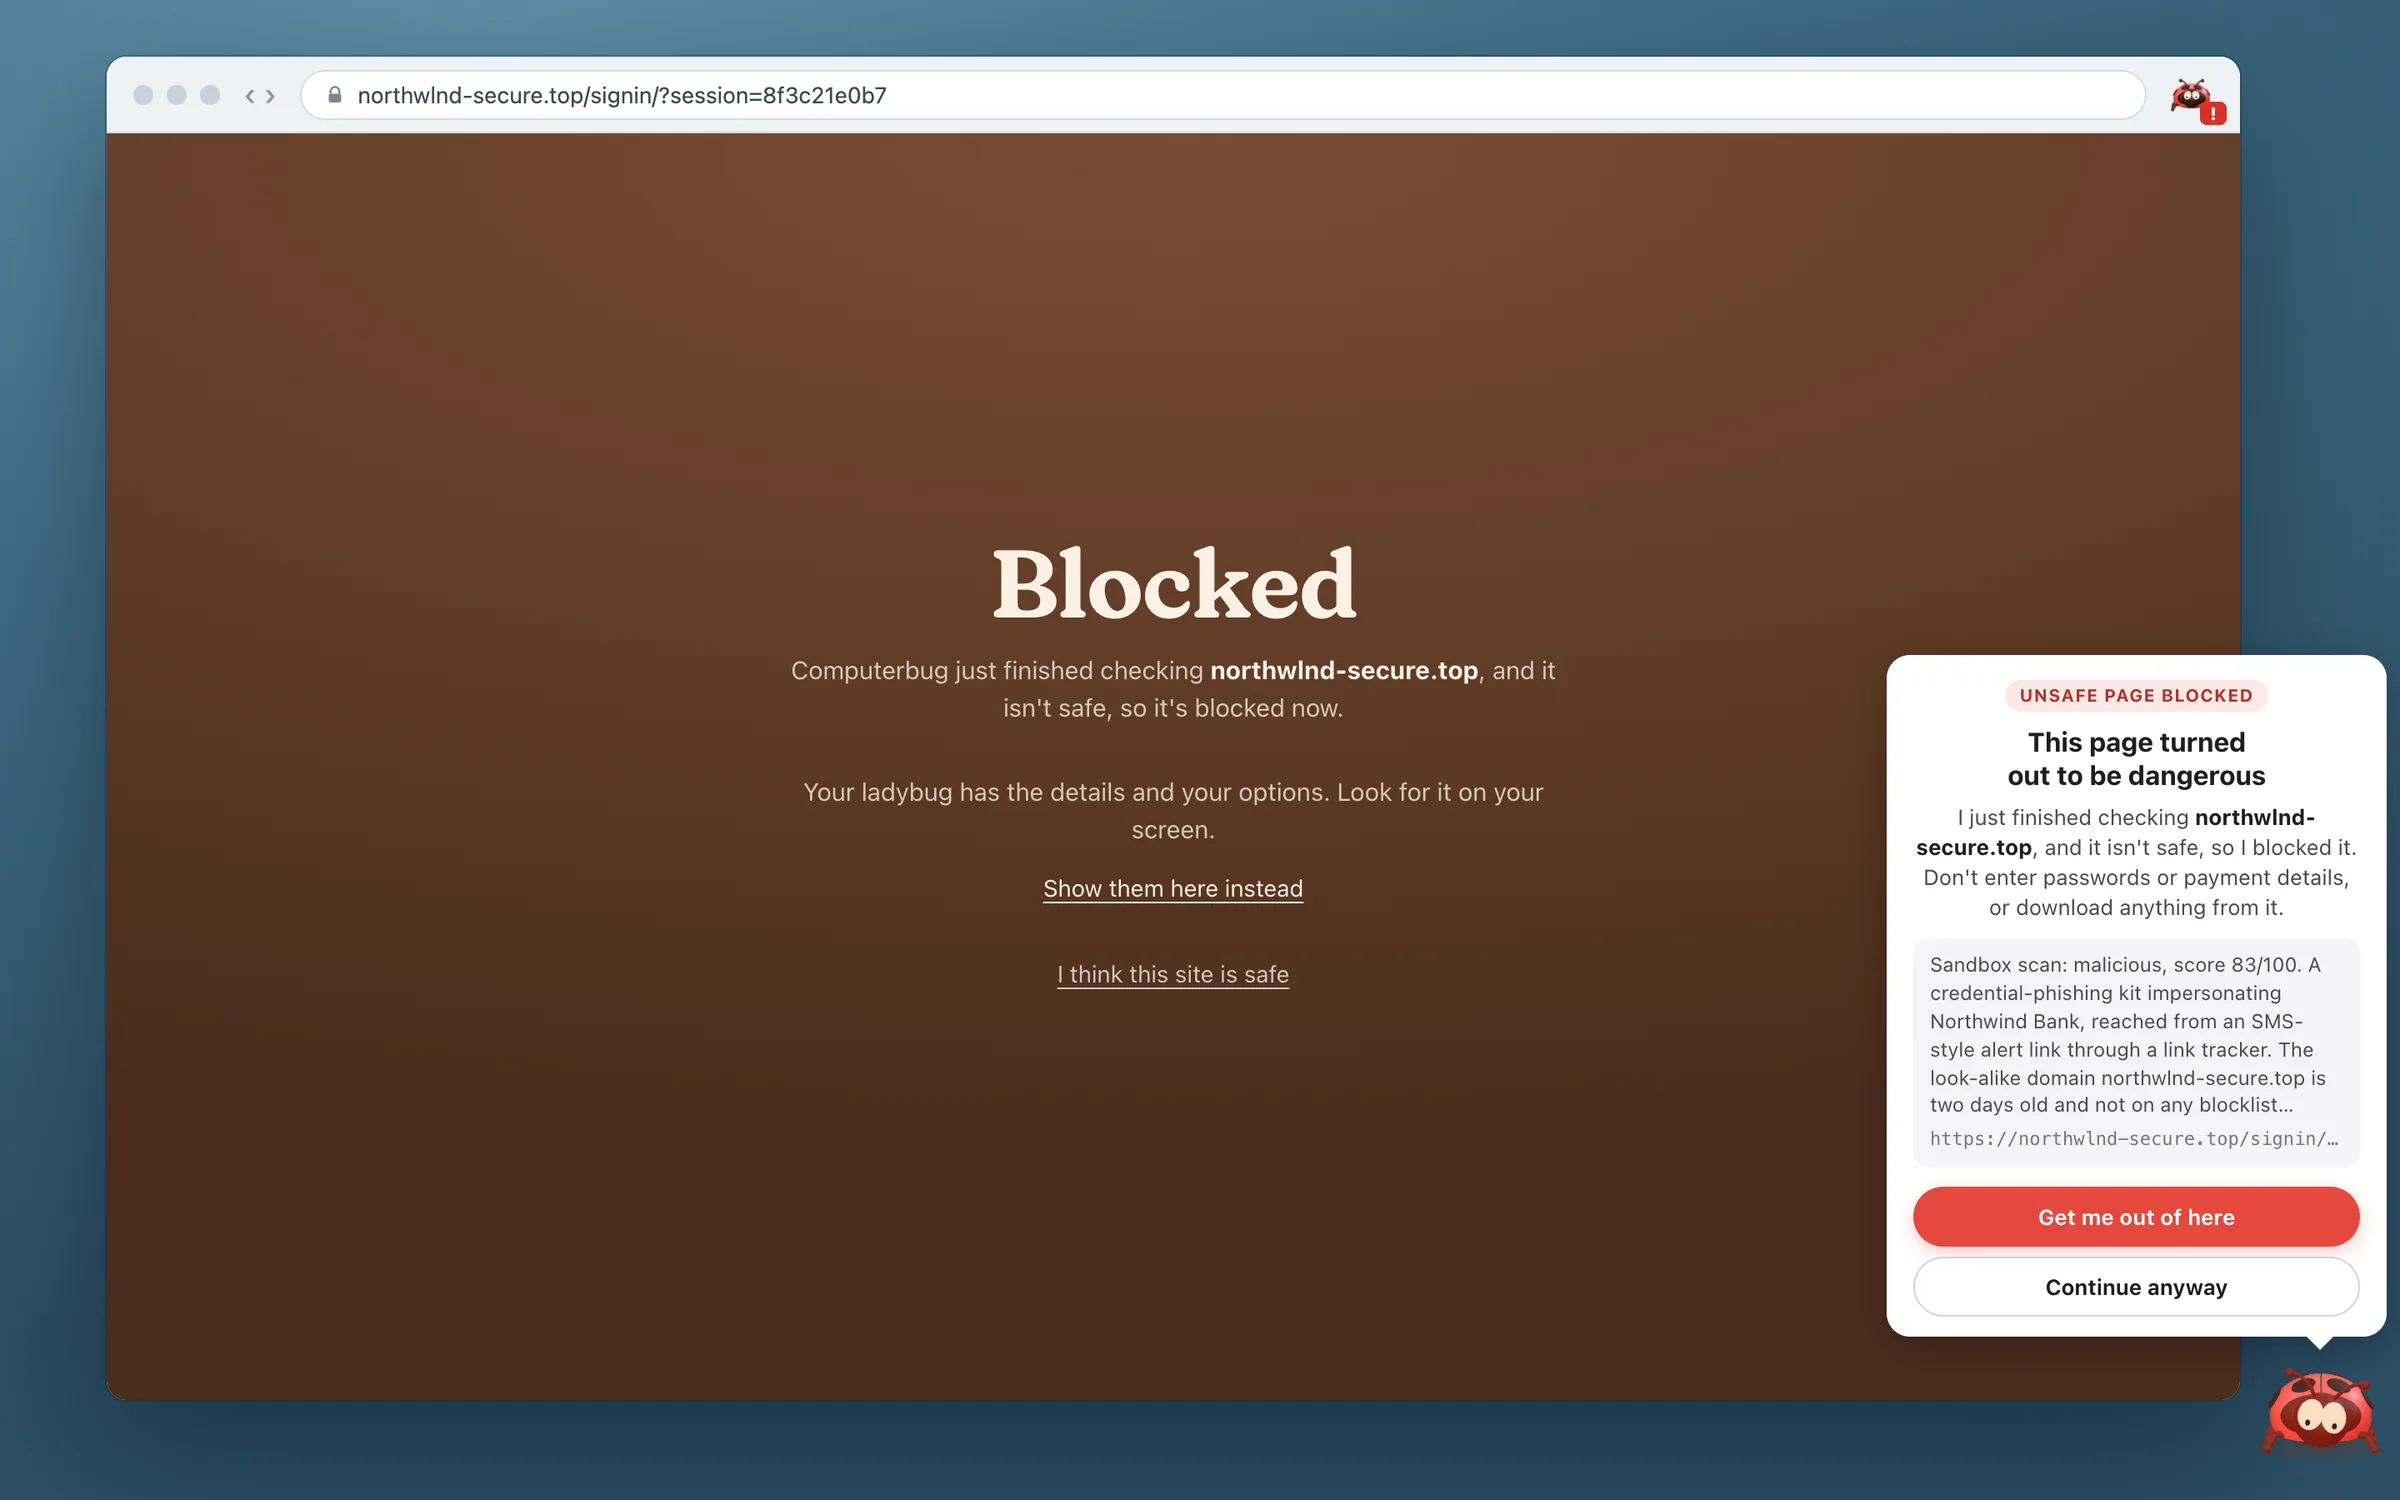 northwlnd-secure.top/signin/?session=8f3c21e0b7
!
Blocked
Computerbug just finished checking northwlnd-secure.top, and it
isn't safe, so it's blocked now.
Your ladybug has the details and your options. Look for it on your
screen.
Show them here instead
I think this site is safe
UNSAFE PAGE BLOCKED
This page turned
out to be dangerous
I just finished checking northwlnd-
secure.top, and it isn't safe, so I blocked it.
Don't enter passwords or payment details,
or download anything from it.
Sandbox scan: malicious, score 83/100. A
credential-phishing kit impersonating
Northwind Bank, reached from an SMS-
style alert link through a link tracker. The
look-alike domain northwlnd-secure.top is
two days old and not on any blocklist…
https://northwlnd-secure.top/signin/…
Get me out of here
Continue anyway